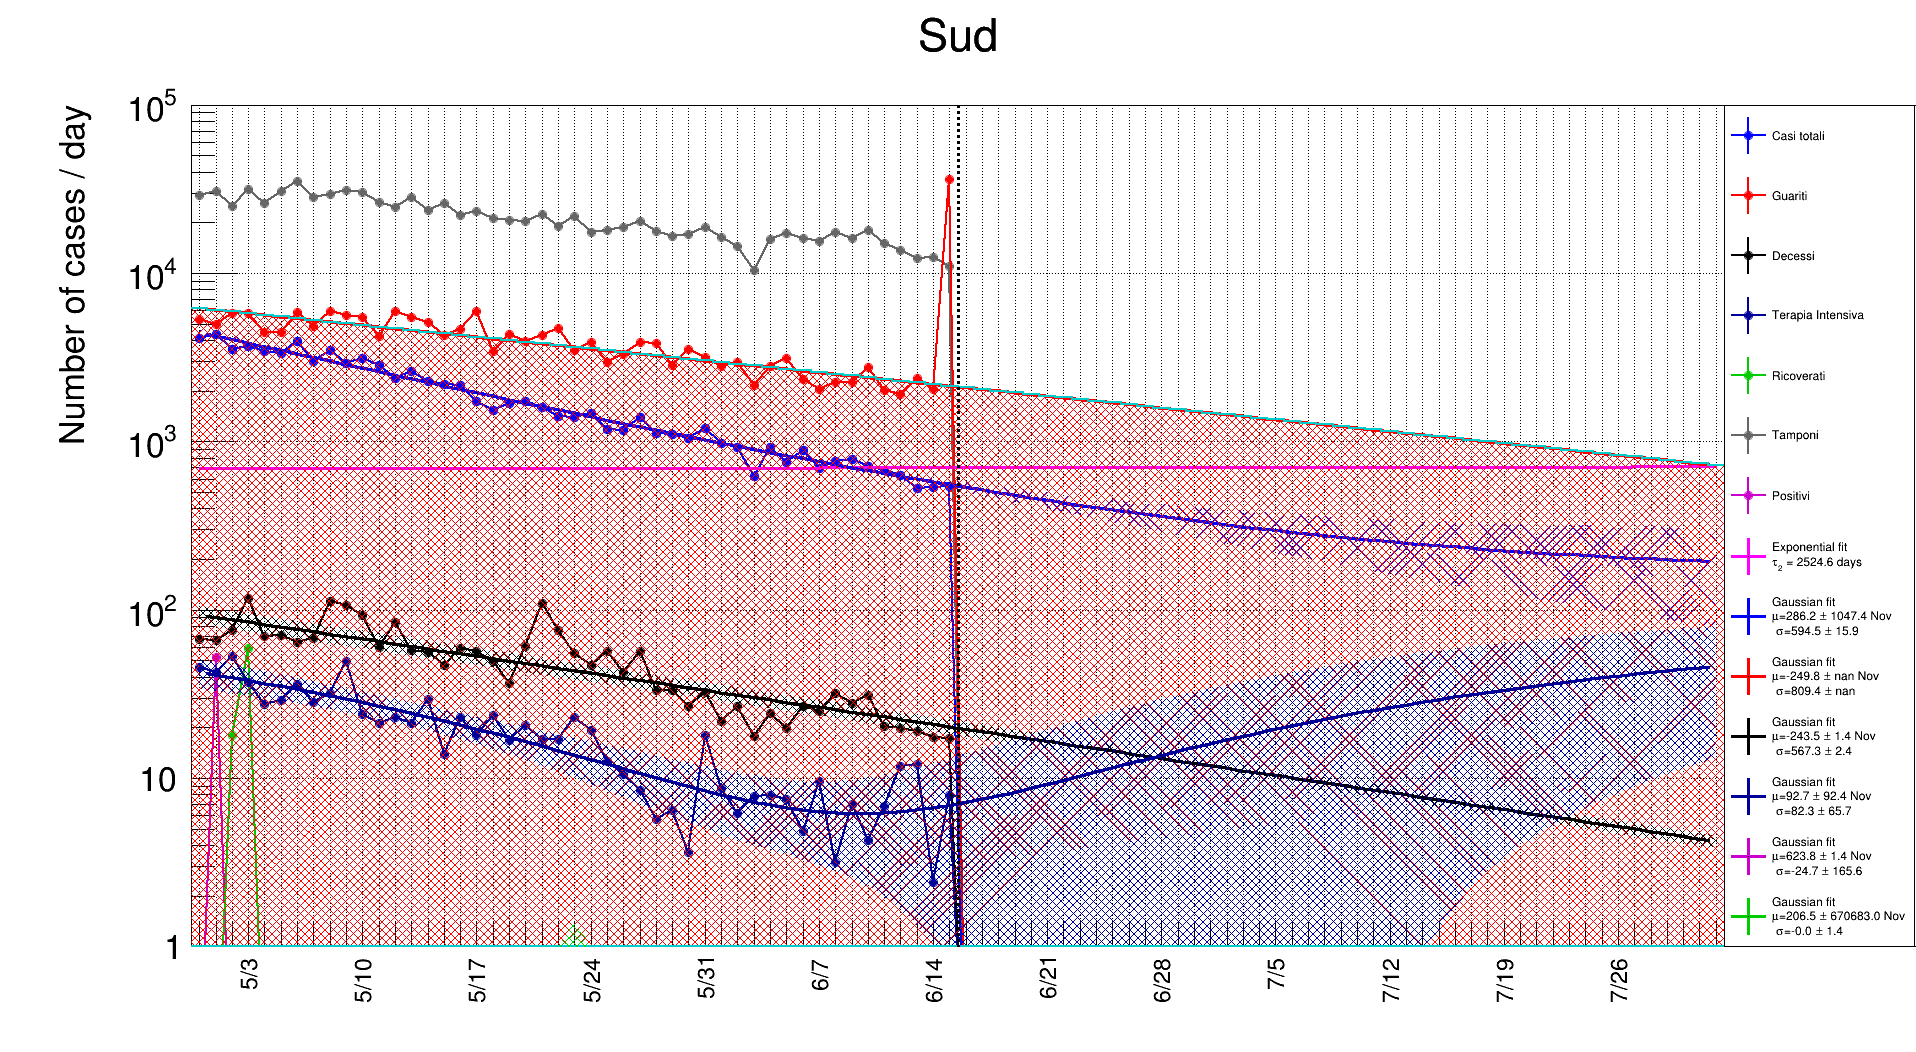 Sud
Number of cases / day
10^5
10^4
10^3
10^2
10
1
5/3
5/10
5/17
5/24
5/31
6/7
6/14
6/21
6/28
7/5
7/12
7/19
7/26
Casi totali
Guariti
Decessi
Terapia Intensiva
Ricoverati
Tamponi
Positivi
Exponential fit
τ₂ = 2524.6 days
Gaussian fit
μ=286.2 ± 1047.4 Nov
σ=594.5 ± 15.9
Gaussian fit
μ=-249.8 ± nan Nov
σ=809.4 ± nan
Gaussian fit
μ=-243.5 ± 1.4 Nov
σ=567.3 ± 2.4
Gaussian fit
μ=92.7 ± 92.4 Nov
σ=82.3 ± 65.7
Gaussian fit
μ=623.8 ± 1.4 Nov
σ=-24.7 ± 165.6
Gaussian fit
μ=206.5 ± 670683.0 Nov
σ=-0.0 ± 1.4